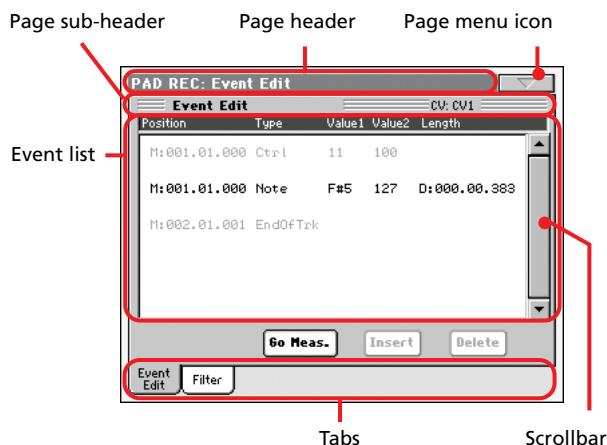 Page sub-header Page header Page menu icon
PAD REC: Event Edit
Event Edit CV: CV1
Position Type Value1 Value2 Length
Event list
M:001.01.000 Ctrl 11 100
M:001.01.000 Note F#5 127 D:000.00.383
M:002.01.001 EndOfTrk
Go Meas. Insert Delete
Event Edit Filter
Tabs Scrollbar